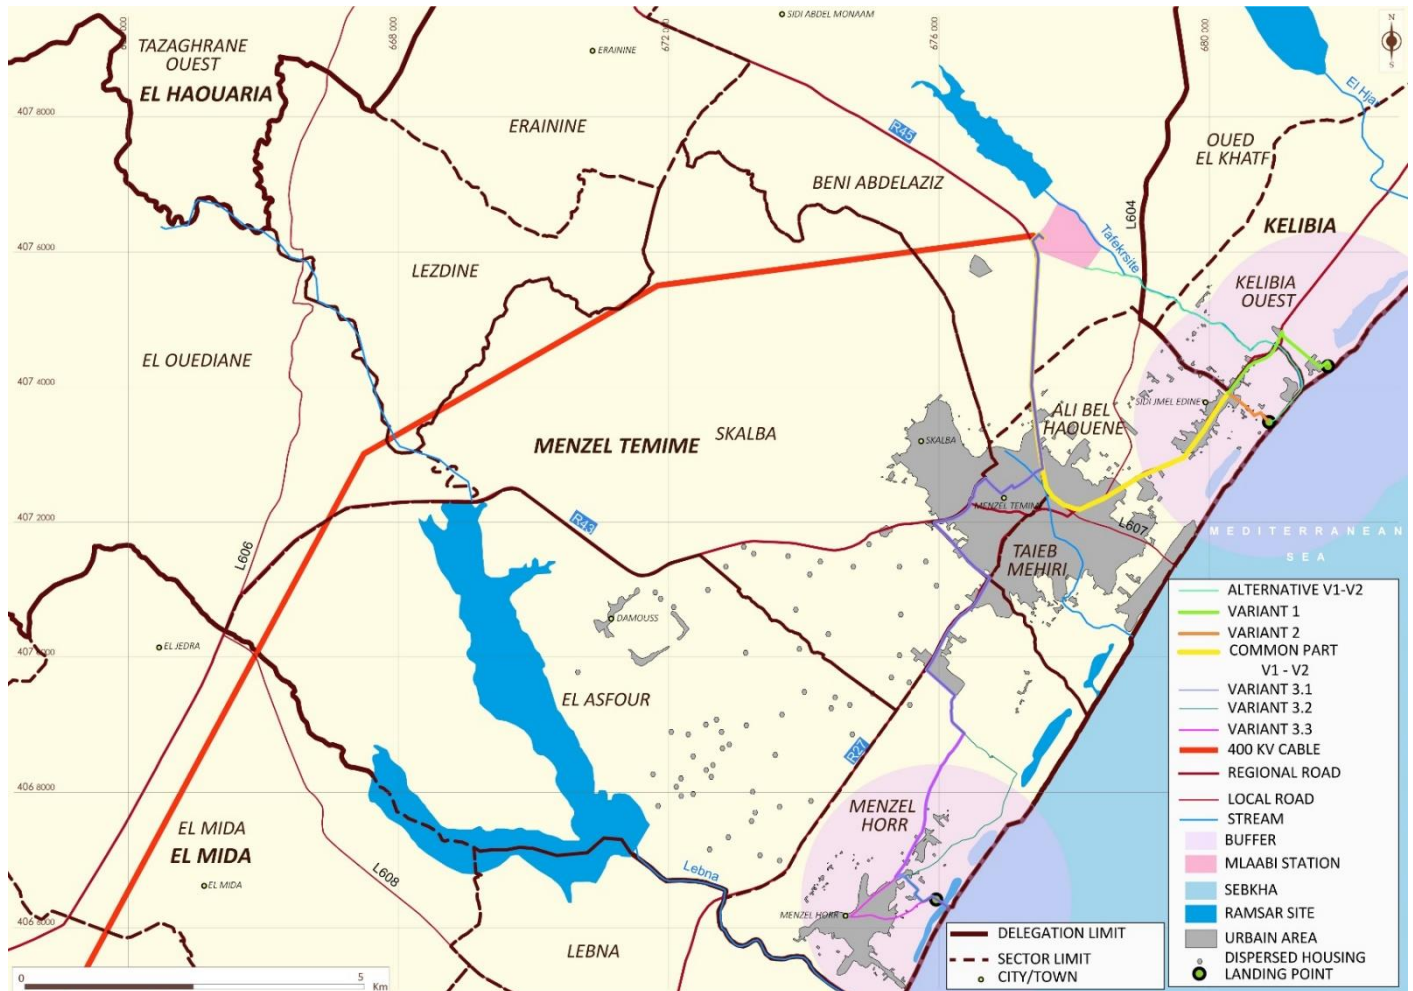 668 000
672 000
676 000
680 000
N
S
SIDI ABDEL MONAAM
TAZAGHRANE
OUEST
EL HAOUARIA
ERAININE
ERAININE
R45
El Hjar
407 8000
OUED
EL KHATF
BENI ABDELAZIZ
L604
KELIBIA
407 6000
Tafekrsite
LEZDINE
KELIBIA
OUEST
EL OUEDIANE
407 4000
SIDI JMEL EDINE
ALI BEL
HAOUENE
MENZEL TEMIME
SKALBA
SKALBA
MENZEL TEMIM
407 2000
R43
L607
MEDITERRANEAN
SEA
L606
TAIEB
MEHIRI
DAMOUSS
EL JEDRA
EL ASFOUR
R27
406 8000
MENZEL
HORR
EL MIDA
EL MIDA
EL MIDA
L608
Lebna
MENZEL HORR
LEBNA
0
5
Km
DELEGATION LIMIT
SECTOR LIMIT
CITY/TOWN
ALTERNATIVE V1-V2
VARIANT 1
VARIANT 2
COMMON PART
V1 - V2
VARIANT 3.1
VARIANT 3.2
VARIANT 3.3
400 KV CABLE
REGIONAL ROAD
LOCAL ROAD
STREAM
BUFFER
MLAABI STATION
SEBKHA
RAMSAR SITE
URBAIN AREA
DISPERSED HOUSING
LANDING POINT